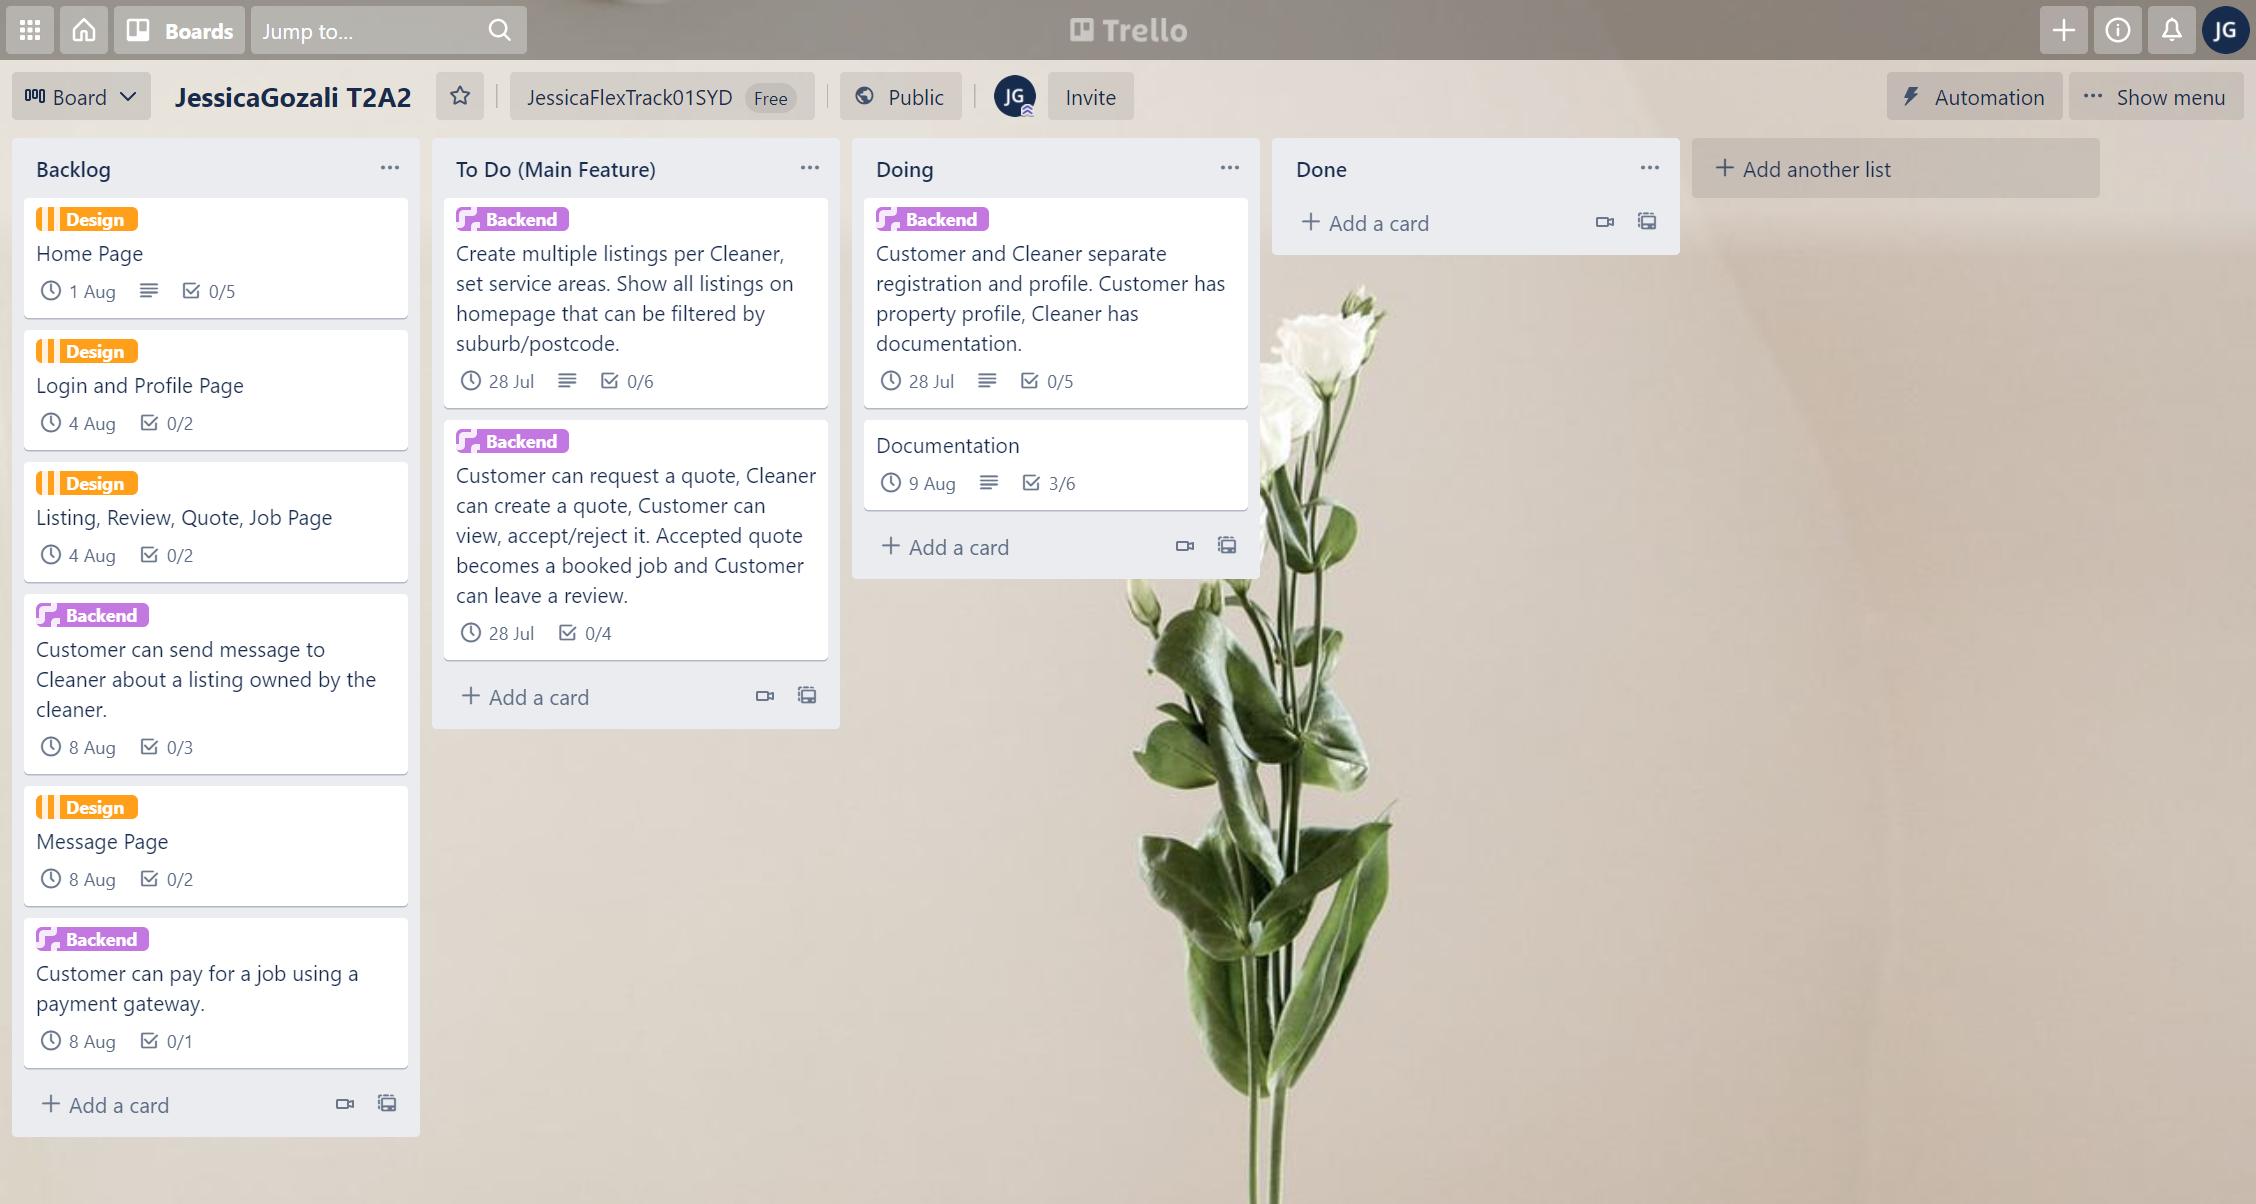 Boards
Jump to...
Trello
JG
Board
JessicaGozali T2A2
JessicaFlexTrack01SYD Free
Public
JG
Invite
Automation
Show menu
Backlog
Design
Home Page
1 Aug 0/5
Design
Login and Profile Page
4 Aug 0/2
Design
Listing, Review, Quote, Job Page
4 Aug 0/2
Backend
Customer can send message to
Cleaner about a listing owned by the
cleaner.
8 Aug 0/3
Design
Message Page
8 Aug 0/2
Backend
Customer can pay for a job using a
payment gateway.
8 Aug 0/1
Add a card
To Do (Main Feature)
Backend
Create multiple listings per Cleaner,
set service areas. Show all listings on
homepage that can be filtered by
suburb/postcode.
28 Jul 0/6
Backend
Customer can request a quote, Cleaner
can create a quote, Customer can
view, accept/reject it. Accepted quote
becomes a booked job and Customer
can leave a review.
28 Jul 0/4
Add a card
Doing
Backend
Customer and Cleaner separate
registration and profile. Customer has
property profile, Cleaner has
documentation.
28 Jul 0/5
Documentation
9 Aug 3/6
Add a card
Done
Add a card
Add another list